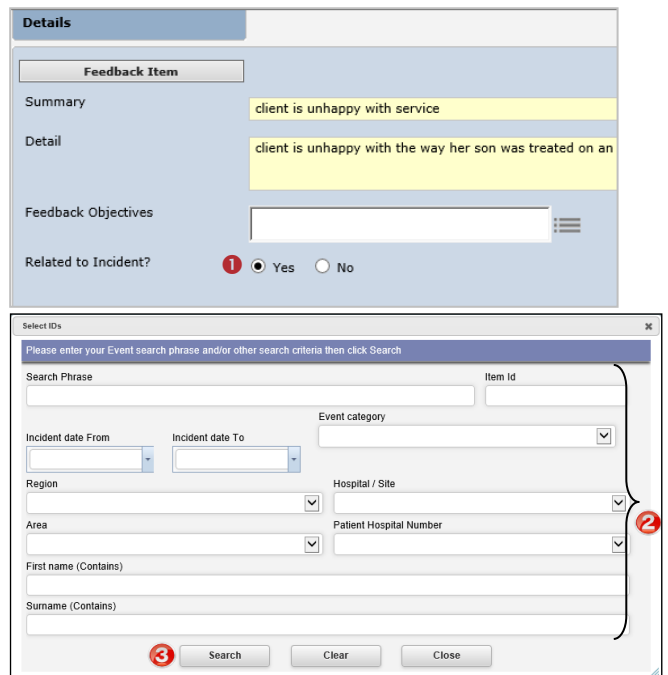 Details
Feedback Item
Summary
client is unhappy with service
Detail
client is unhappy with the way her son was treated on an
Feedback Objectives
Related to Incident? 1 Yes No
Select IDs
Please enter your Event search phrase and/or other search criteria then click Search
Search Phrase Item Id
Event category
Incident date From Incident date To
Region Hospital / Site
2
Area Patient Hospital Number
First name (Contains)
Surname (Contains)
3 Search Clear Close